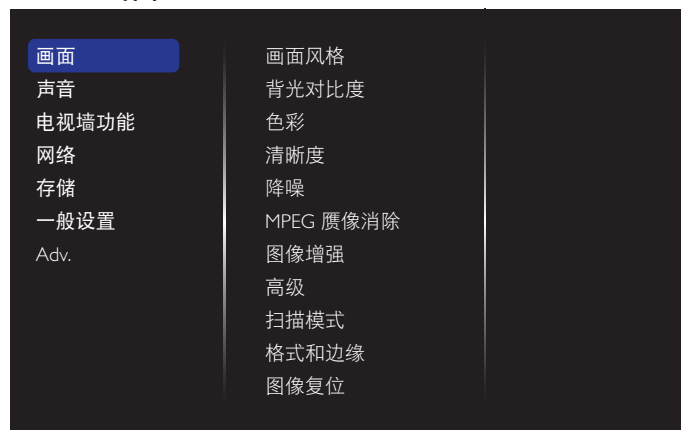 画面
声音
电视墙功能
网络
存储
一般设置
Adv.
画面风格
背光对比度
色彩
清晰度
降噪
MPEG 赝像消除
图像增强
高级
扫描模式
格式和边缘
图像复位